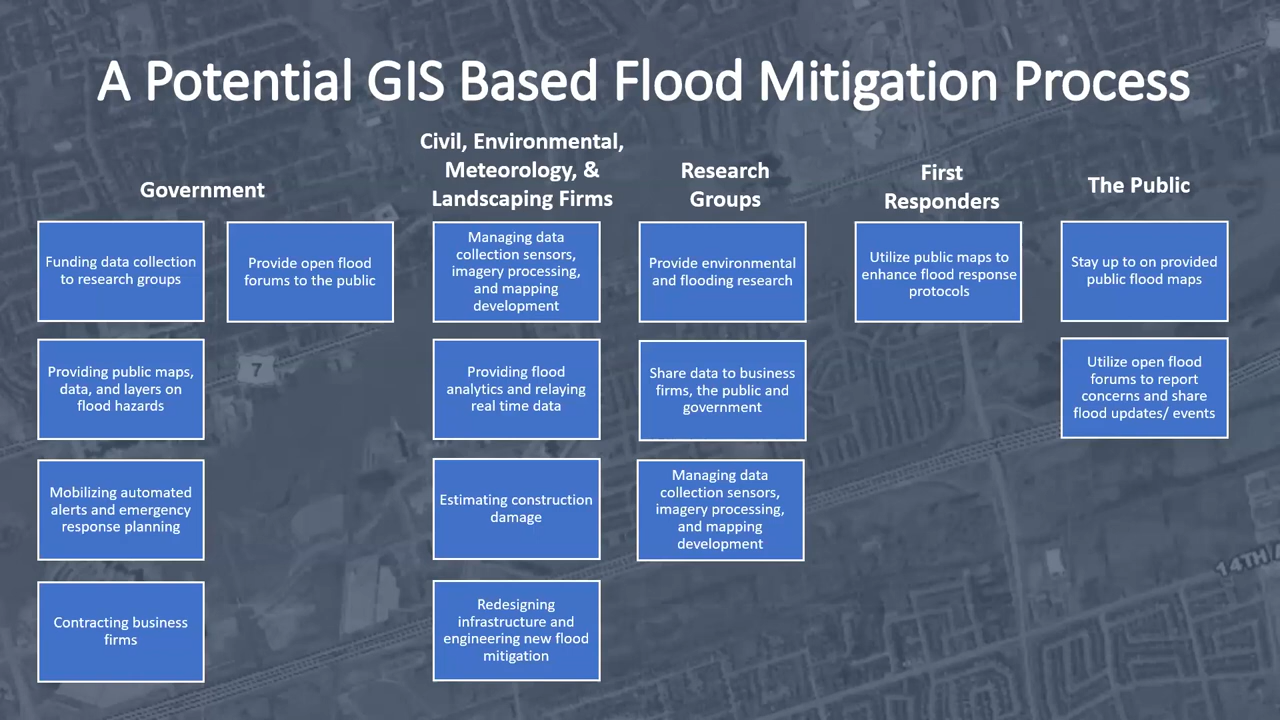 A Potential GIS Based Flood Mitigation Process
Government
Funding data collection
to research groups
Provide open flood
forums to the public
Providing public maps,
data, and layers on
flood hazards
Mobilizing automated
alerts and emergency
response planning
Contracting business
firms
Civil, Environmental,
Meteorology, &
Landscaping Firms
Managing data
collection sensors,
imagery processing,
and mapping
development
Providing flood
analytics and relaying
real time data
Estimating construction
damage
Redesigning
infrastructure and
engineering new flood
mitigation
Research
Groups
Provide environmental
and flooding research
Share data to business
firms, the public and
government
Managing data
collection sensors,
imagery processing,
and mapping
development
First
Responders
Utilize public maps to
enhance flood response
protocols
The Public
Stay up to on provided
public flood maps
Utilize open flood
forums to report
concerns and share
flood updates/ events
7
14TH